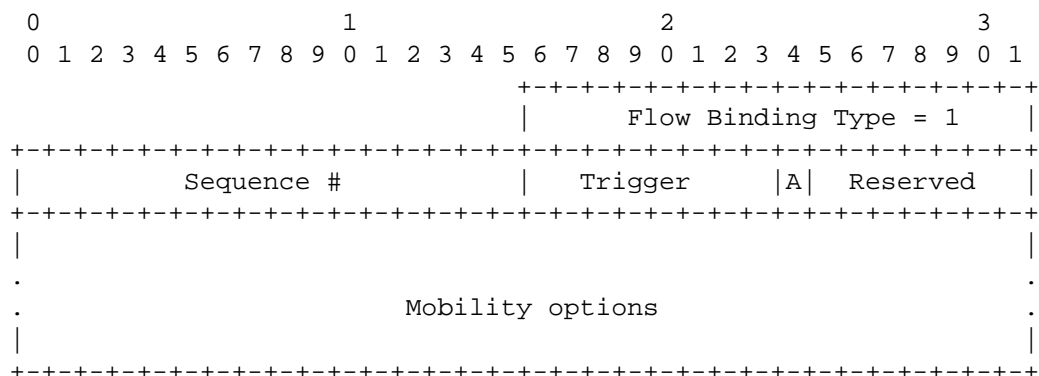 0 1 2 3
0 1 2 3 4 5 6 7 8 9 0 1 2 3 4 5 6 7 8 9 0 1 2 3 4 5 6 7 8 9 0 1
+-+-+-+-+-+-+-+-+-+-+-+-+-+-+-+-+
| Flow Binding Type = 1 |
+-+-+-+-+-+-+-+-+-+-+-+-+-+-+-+-+-+-+-+-+-+-+-+-+-+-+-+-+-+-+-+-+
| Sequence # | Trigger |A| Reserved |
+-+-+-+-+-+-+-+-+-+-+-+-+-+-+-+-+-+-+-+-+-+-+-+-+-+-+-+-+-+-+-+-+
| |
. .
. Mobility options .
| |
+-+-+-+-+-+-+-+-+-+-+-+-+-+-+-+-+-+-+-+-+-+-+-+-+-+-+-+-+-+-+-+-+